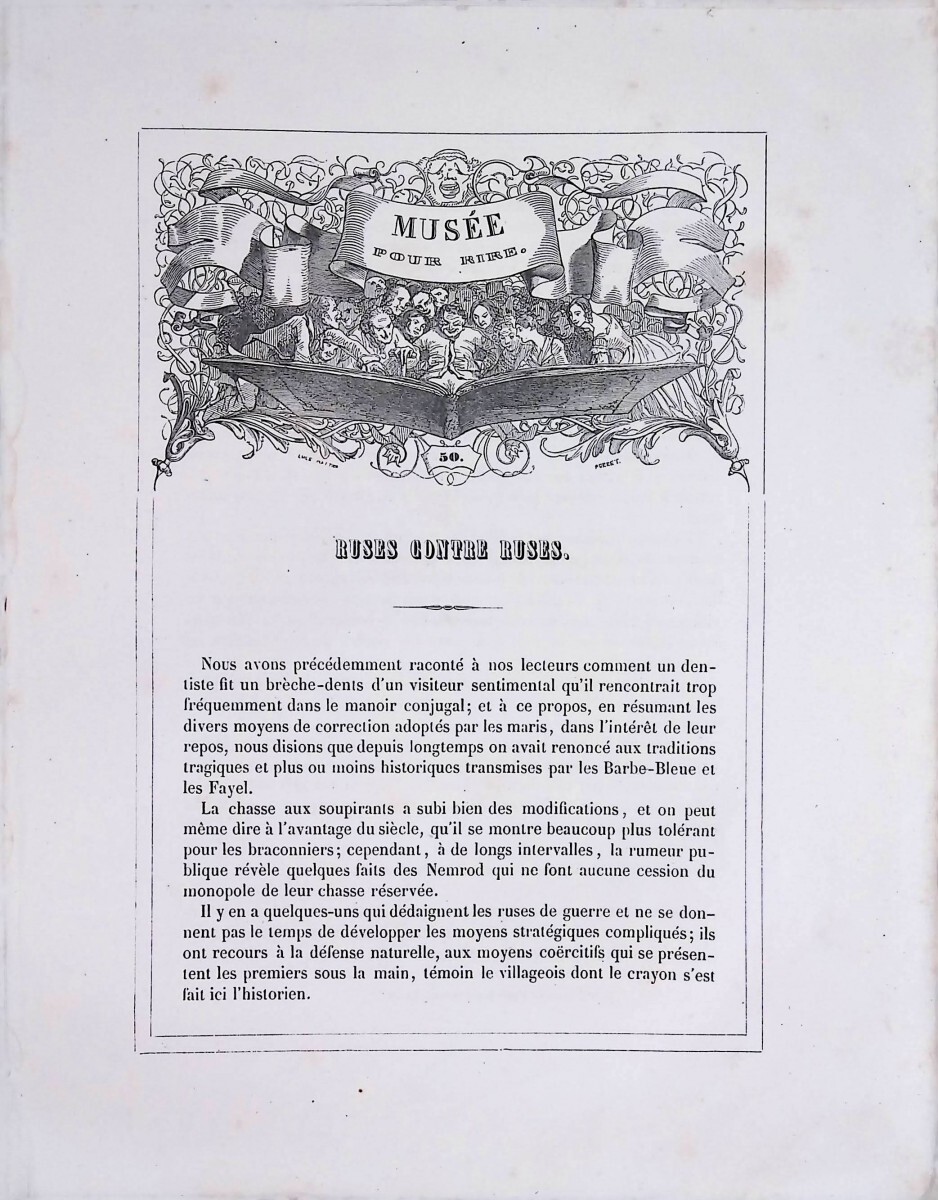 MUSÉE
POUR RIRE.
50.
PORRET.
RUSES CONTRE RUSES.
Nous avons précédemment raconté à nos lecteurs comment un den-
tiste fit un brèche-dents d'un visiteur sentimental qu'il rencontrait trop
fréquemment dans le manoir conjugal; et à ce propos, en résumant les
divers moyens de correction adoptés par les maris, dans l'intérêt de leur
repos, nous disions que depuis longtemps on avait renoncé aux traditions
tragiques et plus ou moins historiques transmises par les Barbe-Bleue et
les Fayel.
La chasse aux soupirants a subi bien des modifications, et on peut
même dire à l'avantage du siècle, qu'il se montre beaucoup plus tolérant
pour les braconniers; cependant, à de longs intervalles, la rumeur pu-
blique révèle quelques faits des Nemrod qui ne font aucune cession du
monopole de leur chasse réservée.
Il y en a quelques-uns qui dédaignent les ruses de guerre et ne se don-
nent pas le temps de développer les moyens stratégiques compliqués; ils
ont recours à la défense naturelle, aux moyens coërcitifs qui se présen-
tent les premiers sous la main, témoin le villageois dont le crayon s'est
fait ici l'historien.